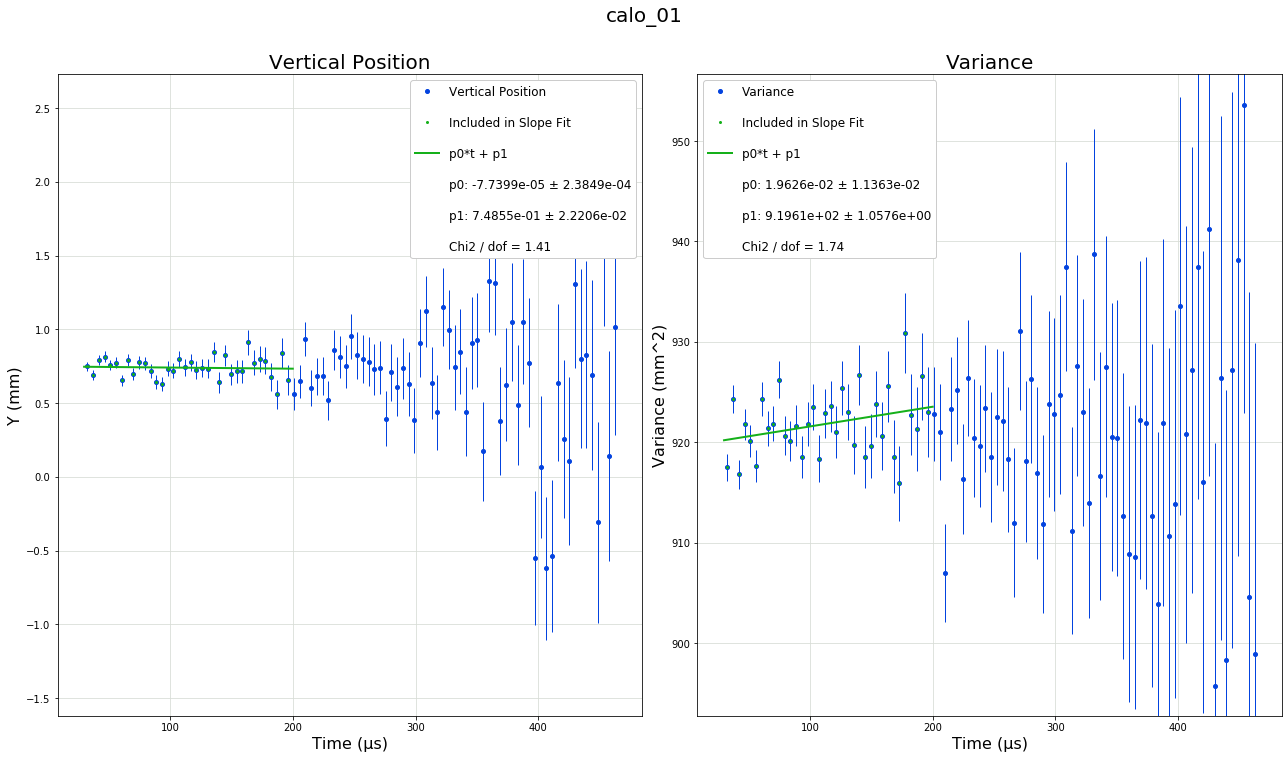 calo_01
Vertical Position
Vertical Position
Included in Slope Fit
p0*t + p1
p0: -7.7399e-05 ± 2.3849e-04
p1: 7.4855e-01 ± 2.2206e-02
Chi2 / dof = 1.41
2.5
2.0
1.5
1.0
0.5
0.0
−0.5
−1.0
−1.5
Y (mm)
100
200
300
400
Time (μs)
Variance
Variance
Included in Slope Fit
p0*t + p1
p0: 1.9626e-02 ± 1.1363e-02
p1: 9.1961e+02 ± 1.0576e+00
Chi2 / dof = 1.74
950
940
930
920
910
900
Variance (mm^2)
100
200
300
400
Time (μs)